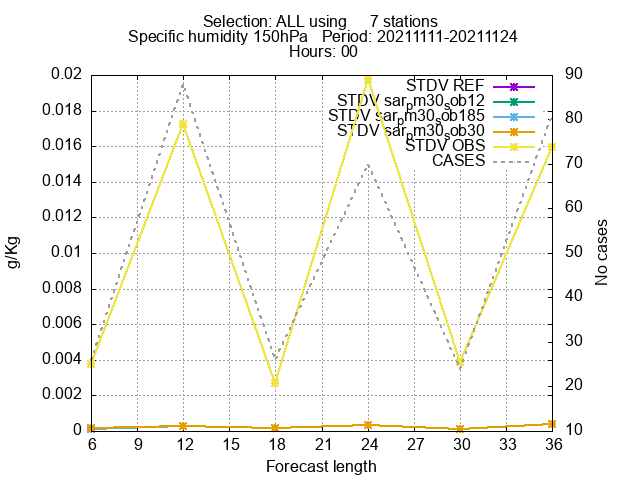 Selection: ALL using 7 stations
Specific humidity 150hPa Period: 20211111-20211124
Hours: 00
STDV REF
STDV sarpm30sob12
STDV sarpm30sob185
STDV sarpm30sob30
STDV OBS
CASES
0.02
0.018
0.016
0.014
0.012
0.01
0.008
0.006
0.004
0.002
0
g/Kg
90
80
70
60
50
40
30
20
10
No cases
6 9 12 15 18 21 24 27 30 33 36
Forecast length